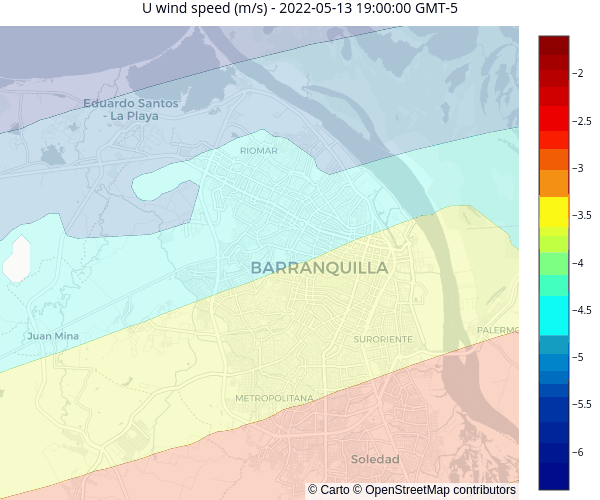 U wind speed (m/s) - 2022-05-13 19:00:00 GMT-5
Eduardo Santos
- La Playa
RIOMAR
BARRANQUILLA
Juan Mina
SURORIENTE
PALERMO
METROPOLITANA
Soledad
© Carto © OpenStreetMap contributors
−2
−2.5
−3
−3.5
−4
−4.5
−5
−5.5
−6